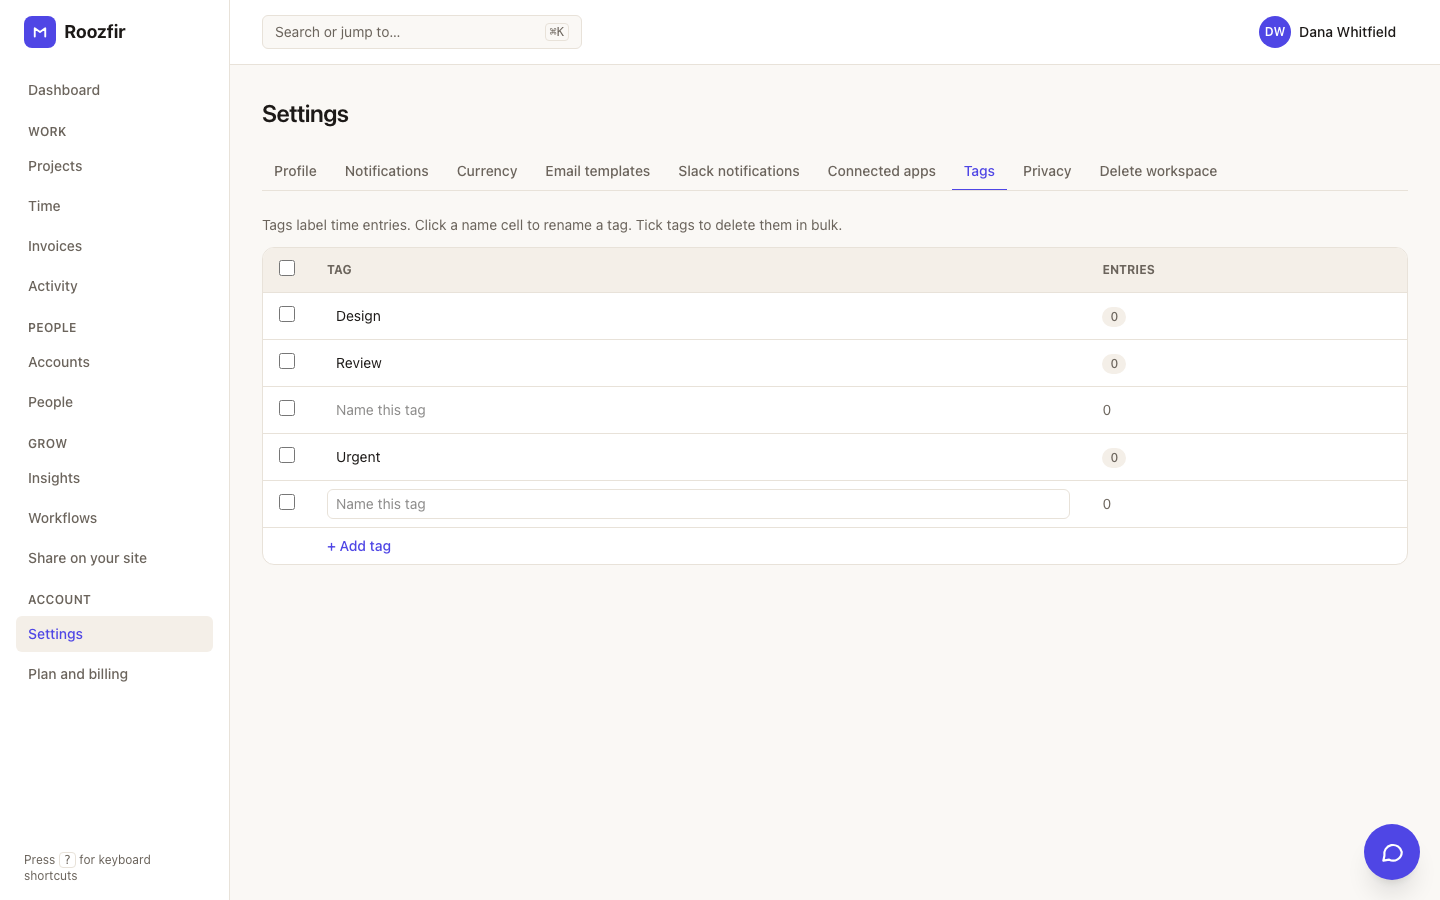 Roozfir
Search or jump to...
⌘K
DW
Dana Whitfield
Dashboard
WORK
Projects
Time
Invoices
Activity
PEOPLE
Accounts
People
GROW
Insights
Workflows
Share on your site
ACCOUNT
Settings
Plan and billing
Press ? for keyboard
shortcuts
Settings
Profile Notifications Currency Email templates Slack notifications Connected apps Tags Privacy Delete workspace
Tags label time entries. Click a name cell to rename a tag. Tick tags to delete them in bulk.
TAG ENTRIES
Design 0
Review 0
Name this tag 0
Urgent 0
Name this tag 0
+ Add tag